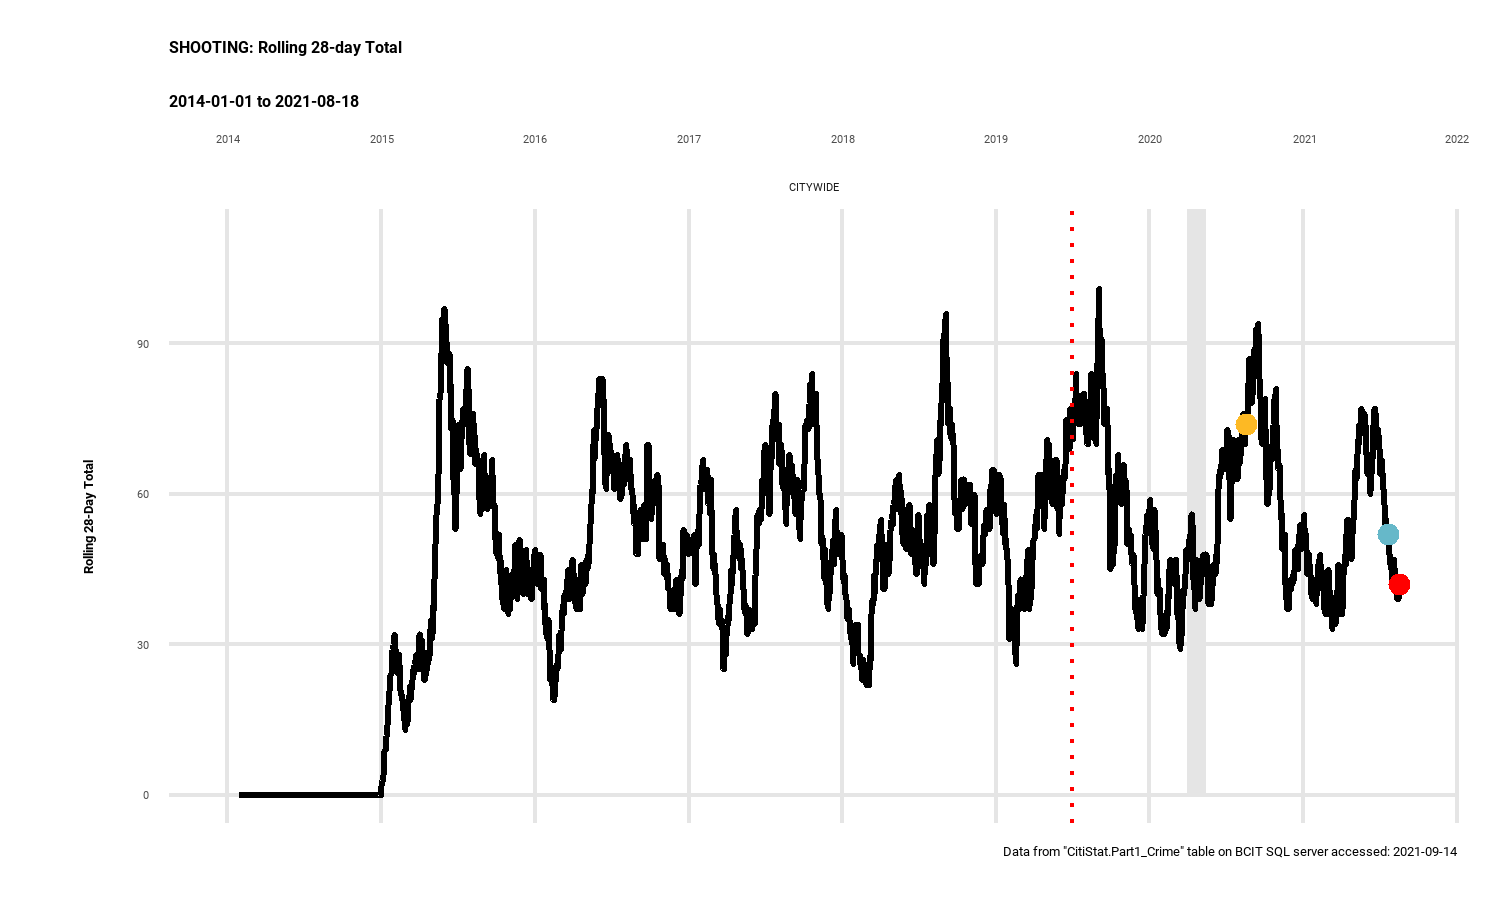 SHOOTING: Rolling 28-day Total
2014-01-01 to 2021-08-18
2014 2015 2016 2017 2018 2019 2020 2021 2022
CITYWIDE
Rolling 28-Day Total
90
60
30
0
Data from "CitiStat.Part1_Crime" table on BCIT SQL server accessed: 2021-09-14